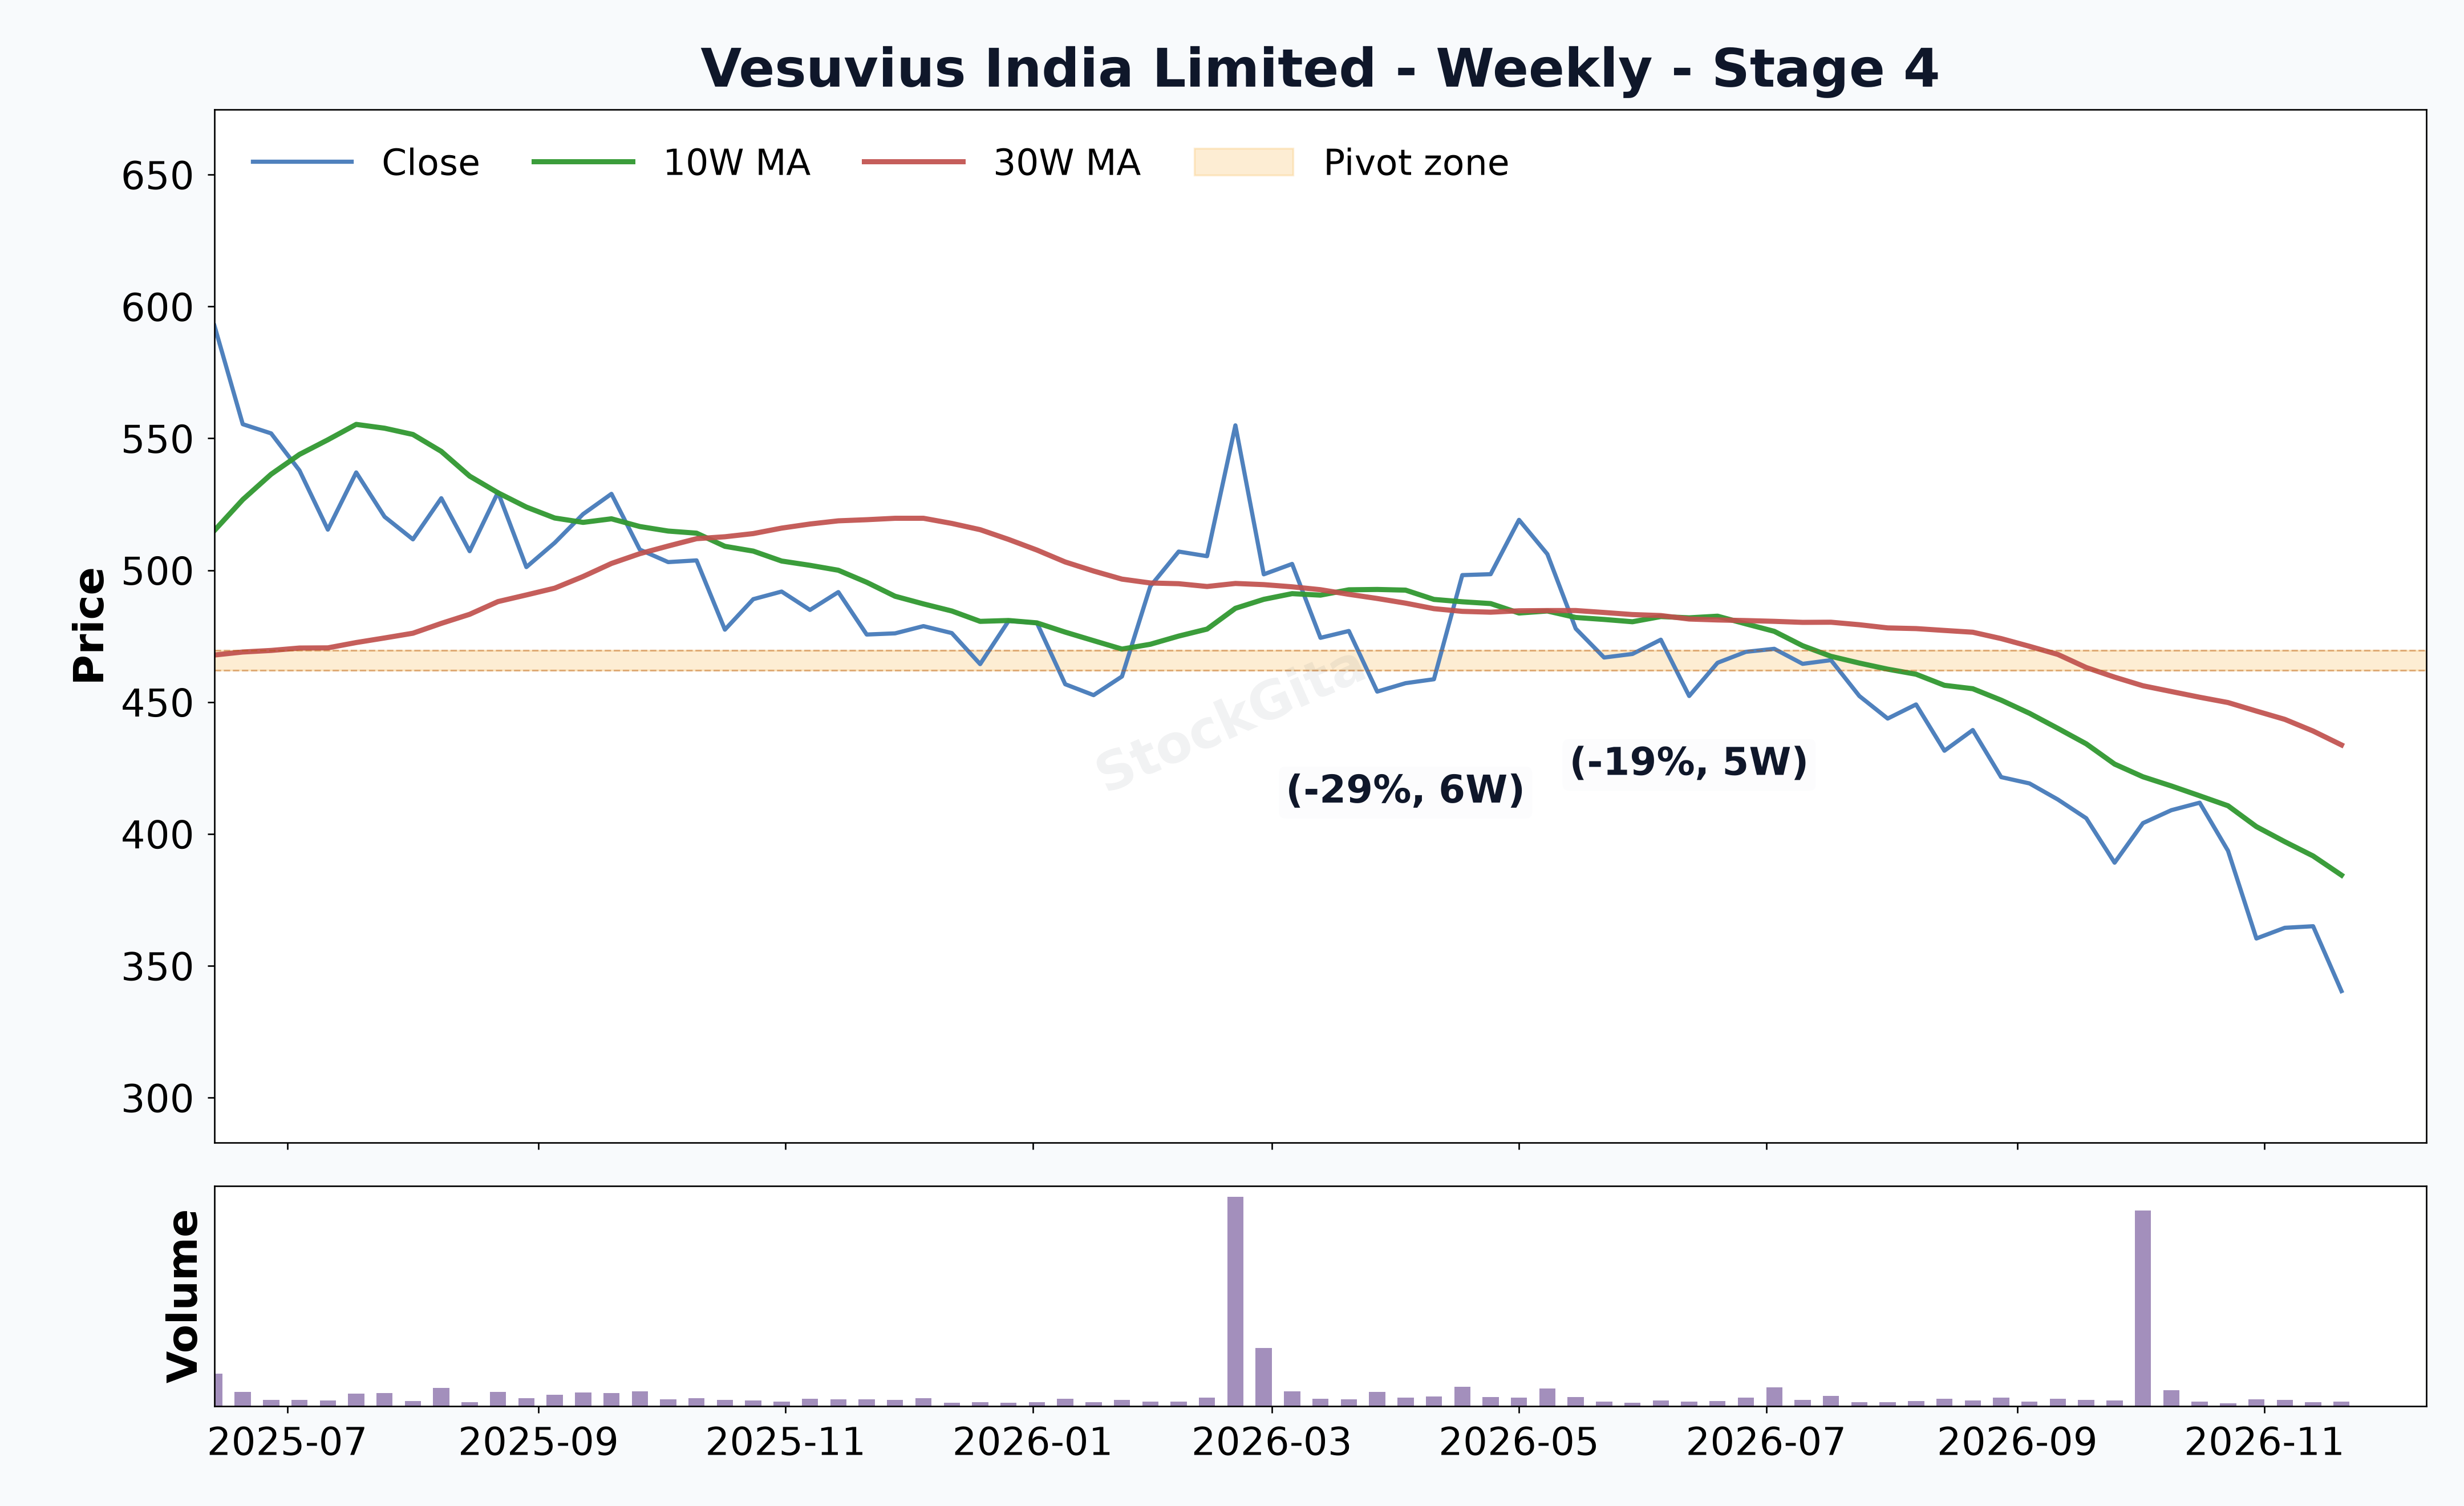 Vesuvius India Limited - Weekly - Stage 4
Close 10W MA 30W MA Pivot zone
650
600
550
500
450
400
350
300
Price
StockGita
(-29%, 6W)
(-19%, 5W)
Volume
2025-07 2025-09 2025-11 2026-01 2026-03 2026-05 2026-07 2026-09 2026-11